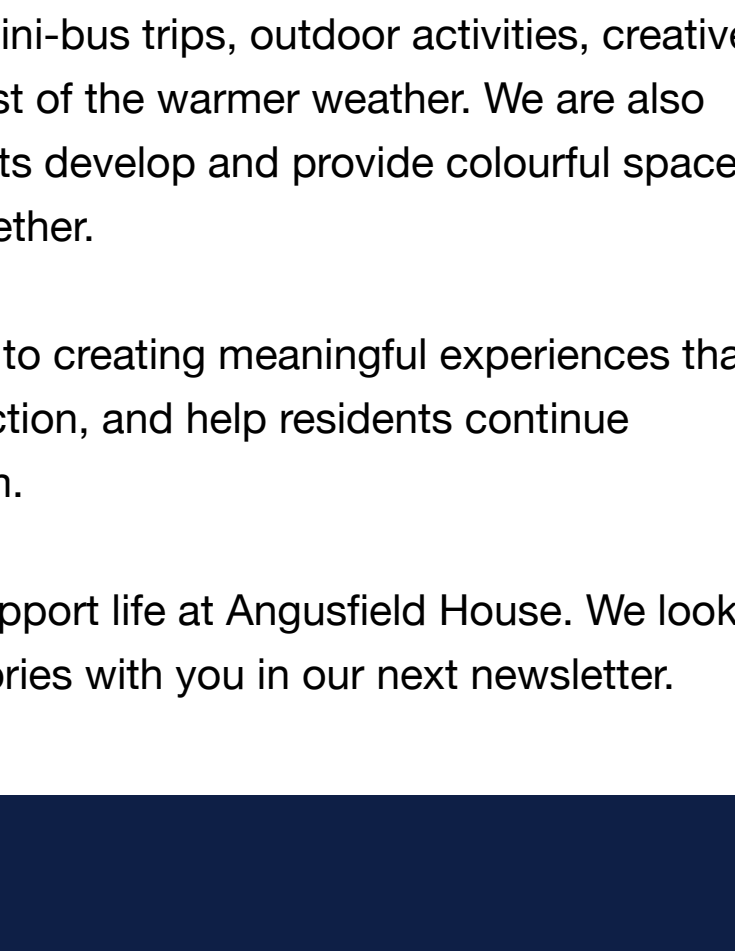 ini-bus trips, outdoor activities, creative
st of the warmer weather. We are also
ts develop and provide colourful space
ether.
to creating meaningful experiences tha
ction, and help residents continue
n.
pport life at Angusfield House. We look
ories with you in our next newsletter.